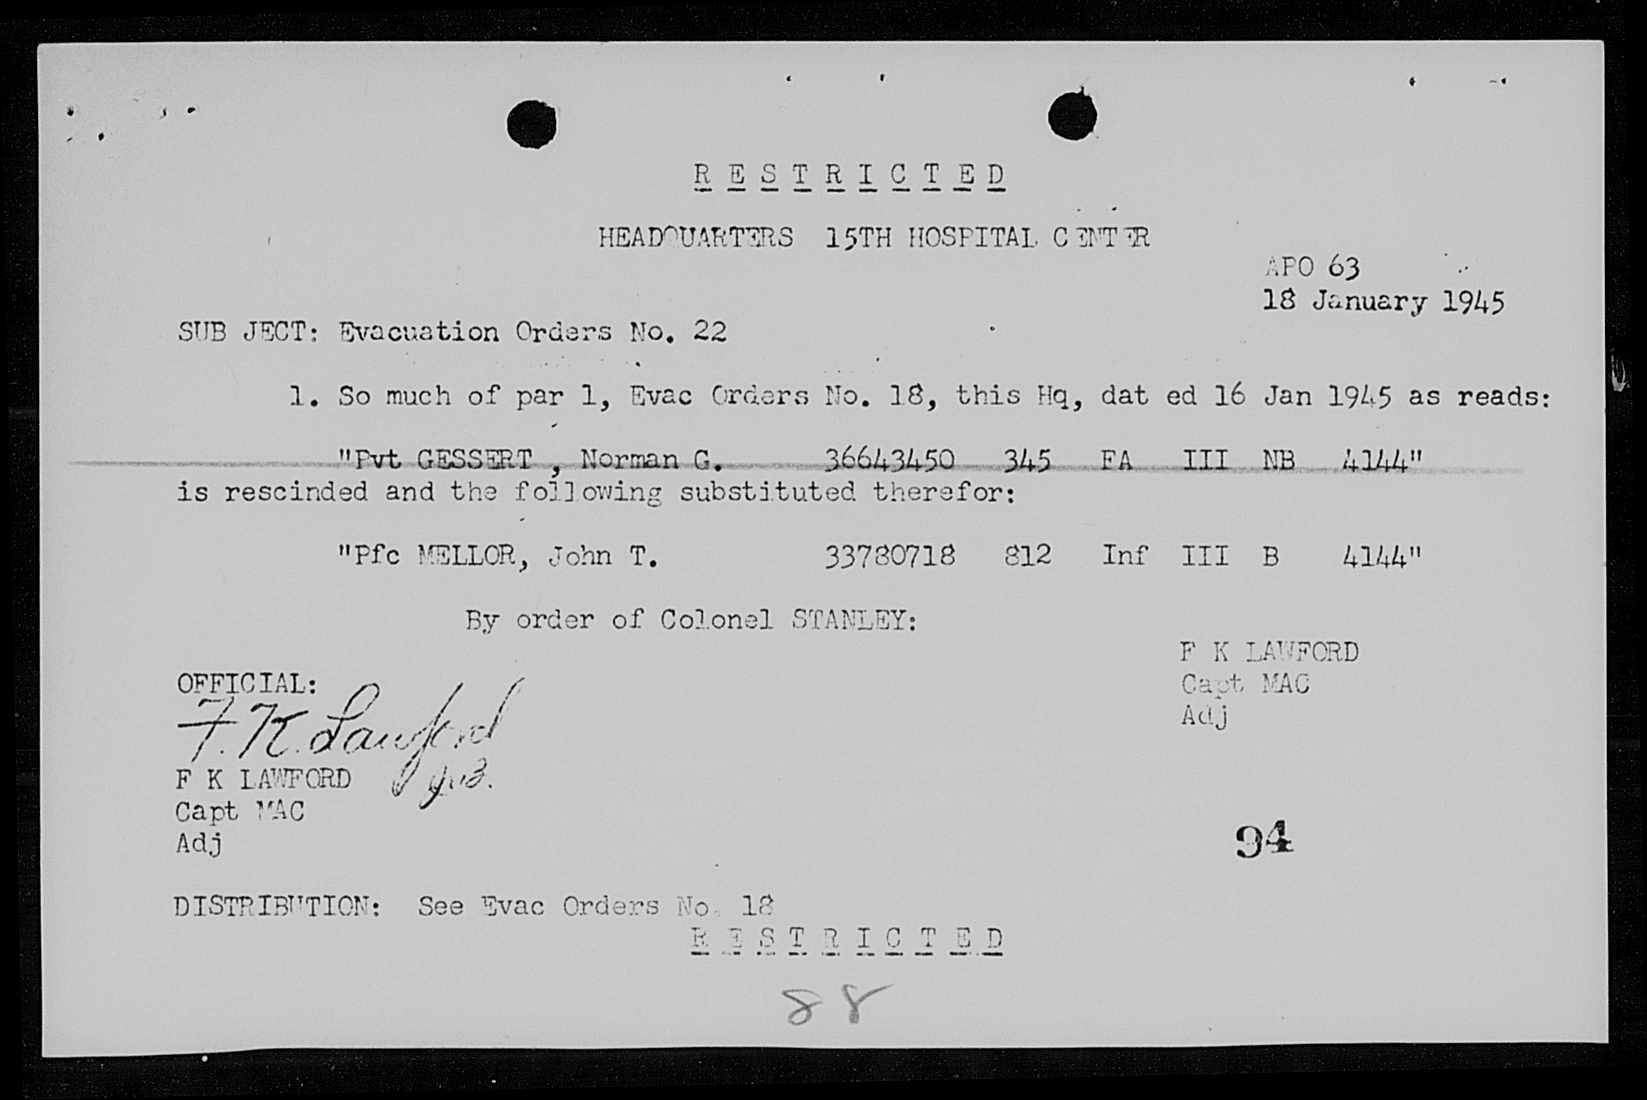 R E S T R I C T E D
HEADQUARTERS 15TH HOSPITAL CENTER
APO 63
18 January 1945
SUB JECT: Evacuation Orders No. 22
1. So much of par 1, Evac Orders No. 18, this Hq, dat ed 16 Jan 1945 as reads:
"Pvt GESSERT , Norman G. 36643450 345 FA III NB 4144"
is rescinded and the following substituted therefor:
"Pfc MELLOR, John T. 33780718 812 Inf III B 4144"
By order of Colonel STANLEY:
F K LAWFORD
Capt MAC
Adj
OFFICIAL:
F. K. Lawford
F K LAWFORD
Capt MAC
Adj
94
DISTRIBUTION: See Evac Orders No. 18
R E S T R I C T E D
88